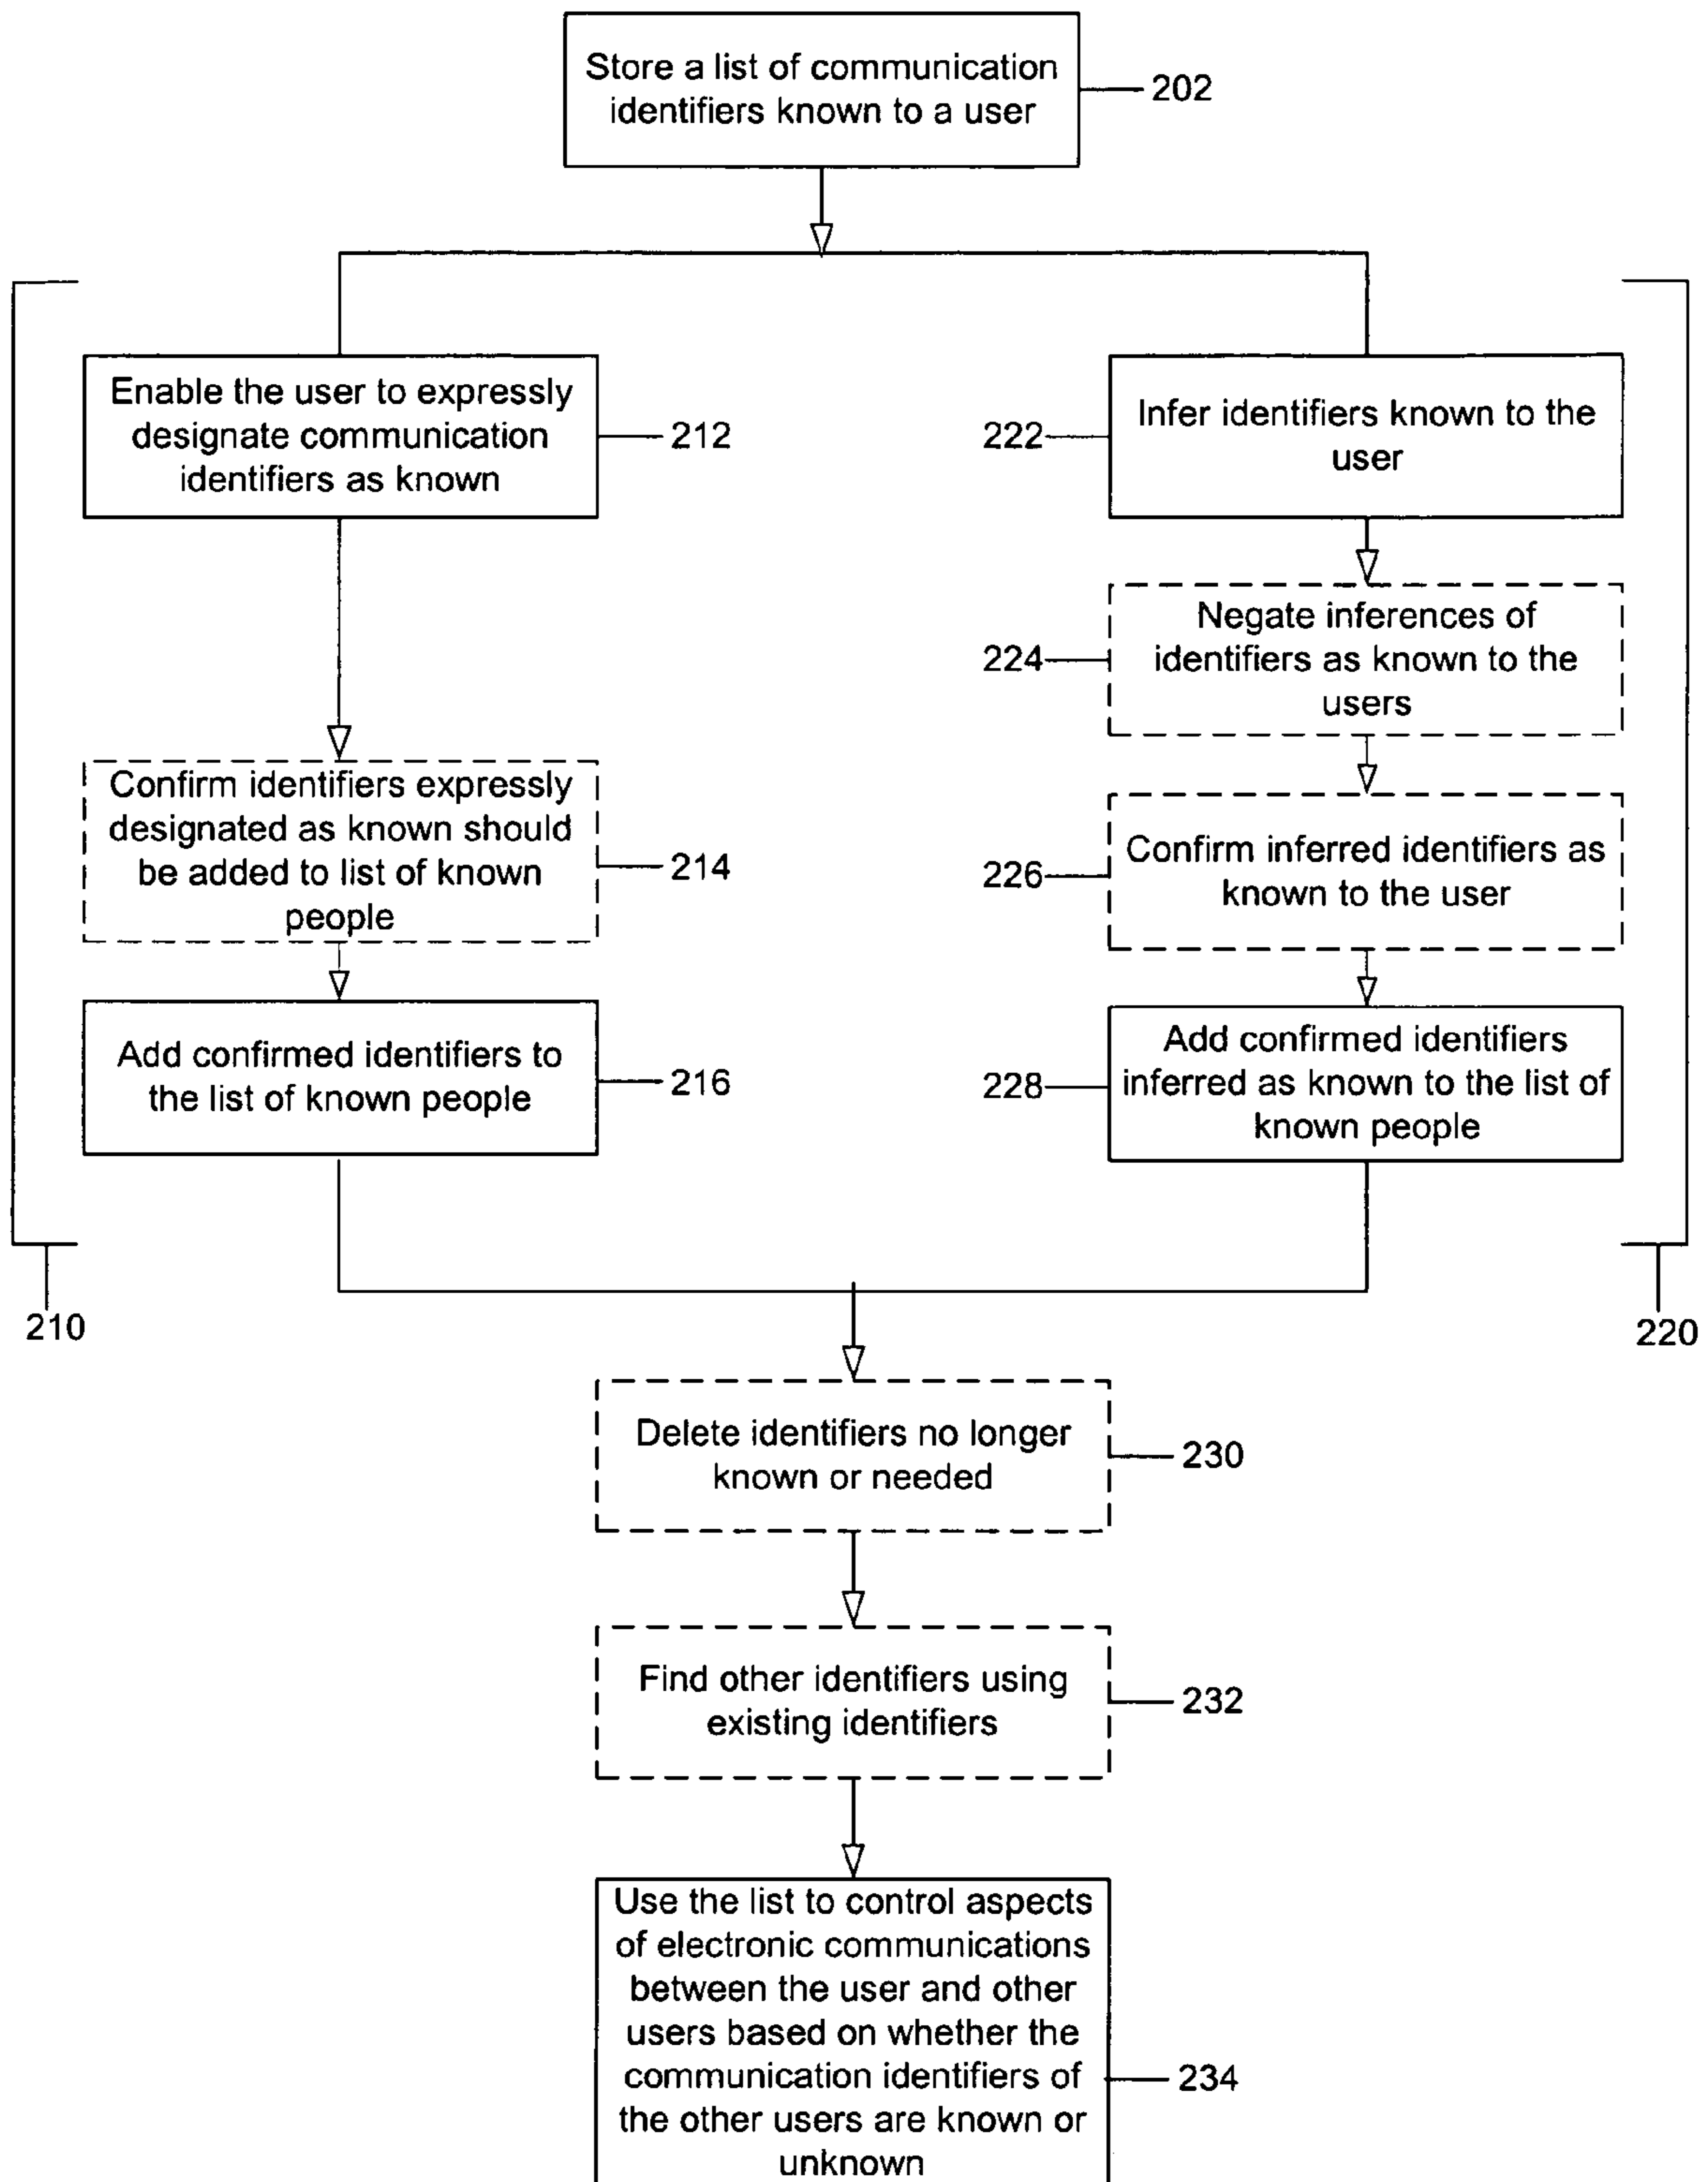 Store a list of communication
identifiers known to a user
202
Enable the user to expressly
designate communication
identifiers as known
212
Confirm identifiers expressly
designated as known should
be added to list of known
people
214
Add confirmed identifiers to
the list of known people
216
210
222
Infer identifiers known to the
user
224
Negate inferences of
identifiers as known to the
users
226
Confirm inferred identifiers as
known to the user
228
Add confirmed identifiers
inferred as known to the list of
known people
220
Delete identifiers no longer
known or needed
230
Find other identifiers using
existing identifiers
232
Use the list to control aspects
of electronic communications
between the user and other
users based on whether the
communication identifiers of
the other users are known or
unknown
234